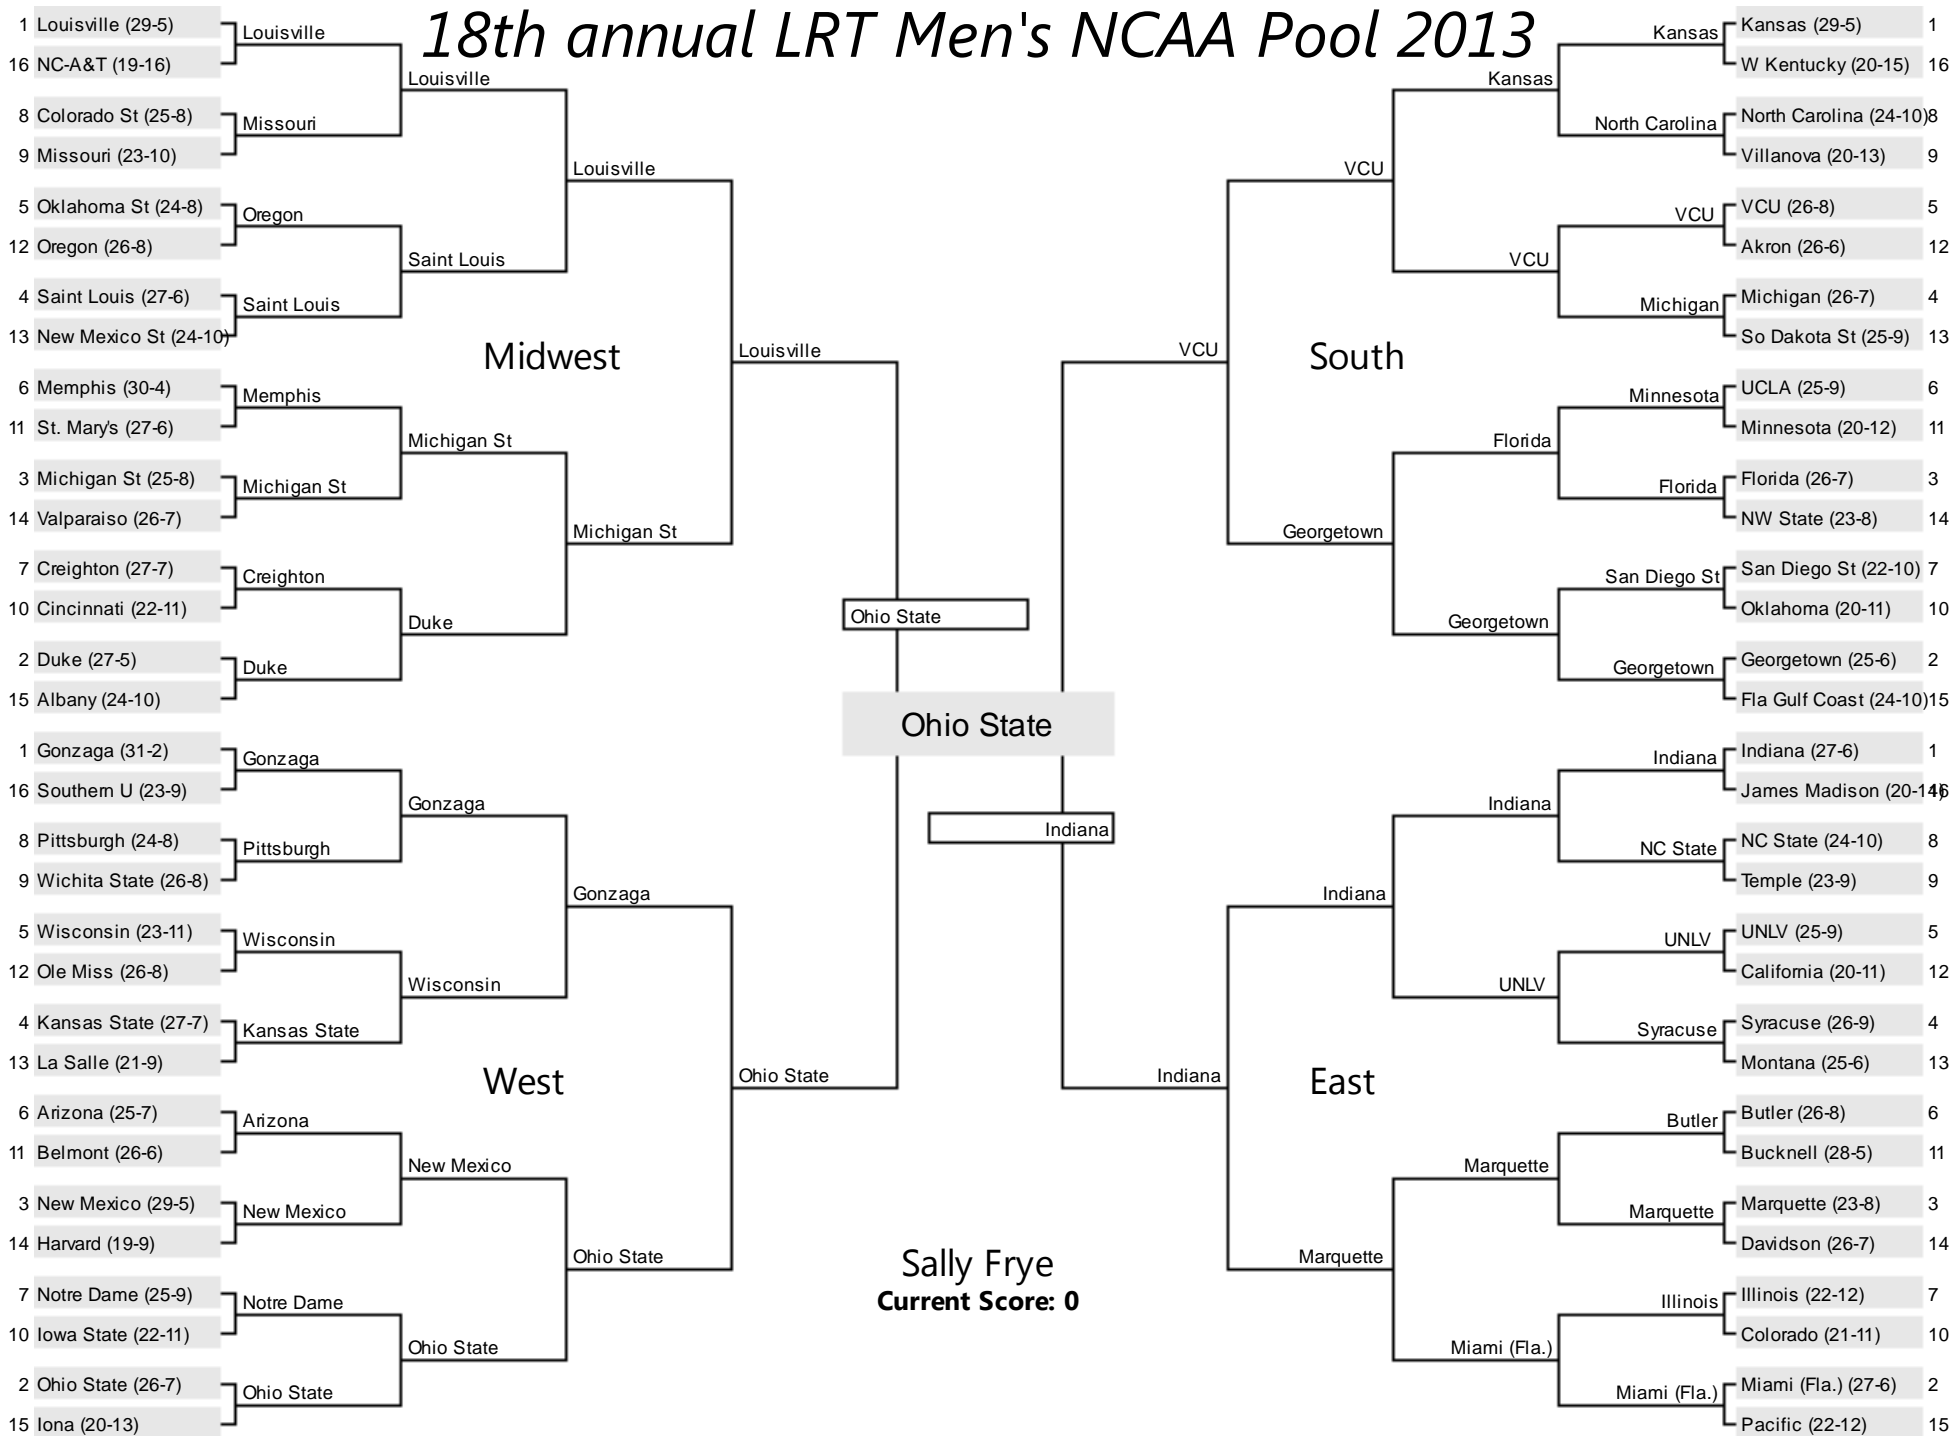 18th annual LRT Men's NCAA Pool 2013
1 Louisville (29-5)
16 NC-A&T (19-16)
8 Colorado St (25-8)
9 Missouri (23-10)
5 Oklahoma St (24-8)
12 Oregon (26-8)
4 Saint Louis (27-6)
13 New Mexico St (24-10)
6 Memphis (30-4)
11 St. Mary's (27-6)
3 Michigan St (25-8)
14 Valparaiso (26-7)
7 Creighton (27-7)
10 Cincinnati (22-11)
2 Duke (27-5)
15 Albany (24-10)
Louisville
Missouri
Oregon
Saint Louis
Memphis
Michigan St
Creighton
Duke
Louisville
Saint Louis
Michigan St
Duke
Louisville
Michigan St
Louisville
Midwest
1 Gonzaga (31-2)
16 Southern U (23-9)
8 Pittsburgh (24-8)
9 Wichita State (26-8)
5 Wisconsin (23-11)
12 Ole Miss (26-8)
4 Kansas State (27-7)
13 La Salle (21-9)
6 Arizona (25-7)
11 Belmont (26-6)
3 New Mexico (29-5)
14 Harvard (19-9)
7 Notre Dame (25-9)
10 Iowa State (22-11)
2 Ohio State (26-7)
15 Iona (20-13)
Gonzaga
Pittsburgh
Wisconsin
Kansas State
Arizona
New Mexico
Notre Dame
Ohio State
Gonzaga
Wisconsin
New Mexico
Ohio State
Gonzaga
Ohio State
Ohio State
West
Ohio State
Ohio State
Indiana
Sally Frye
Current Score: 0
Kansas (29-5) 1
W Kentucky (20-15) 16
North Carolina (24-10) 8
Villanova (20-13) 9
VCU (26-8) 5
Akron (26-6) 12
Michigan (26-7) 4
So Dakota St (25-9) 13
UCLA (25-9) 6
Minnesota (20-12) 11
Florida (26-7) 3
NW State (23-8) 14
San Diego St (22-10) 7
Oklahoma (20-11) 10
Georgetown (25-6) 2
Fla Gulf Coast (24-10) 15
Kansas
North Carolina
VCU
Michigan
Minnesota
Florida
San Diego St
Georgetown
Kansas
VCU
Florida
Georgetown
VCU
Georgetown
VCU
South
Indiana (27-6) 1
James Madison (20-14) 16
NC State (24-10) 8
Temple (23-9) 9
UNLV (25-9) 5
California (20-11) 12
Syracuse (26-9) 4
Montana (25-6) 13
Butler (26-8) 6
Bucknell (28-5) 11
Marquette (23-8) 3
Davidson (26-7) 14
Illinois (22-12) 7
Colorado (21-11) 10
Miami (Fla.) (27-6) 2
Pacific (22-12) 15
Indiana
NC State
UNLV
Syracuse
Butler
Marquette
Illinois
Miami (Fla.)
Indiana
UNLV
Marquette
Miami (Fla.)
Indiana
Marquette
Indiana
East